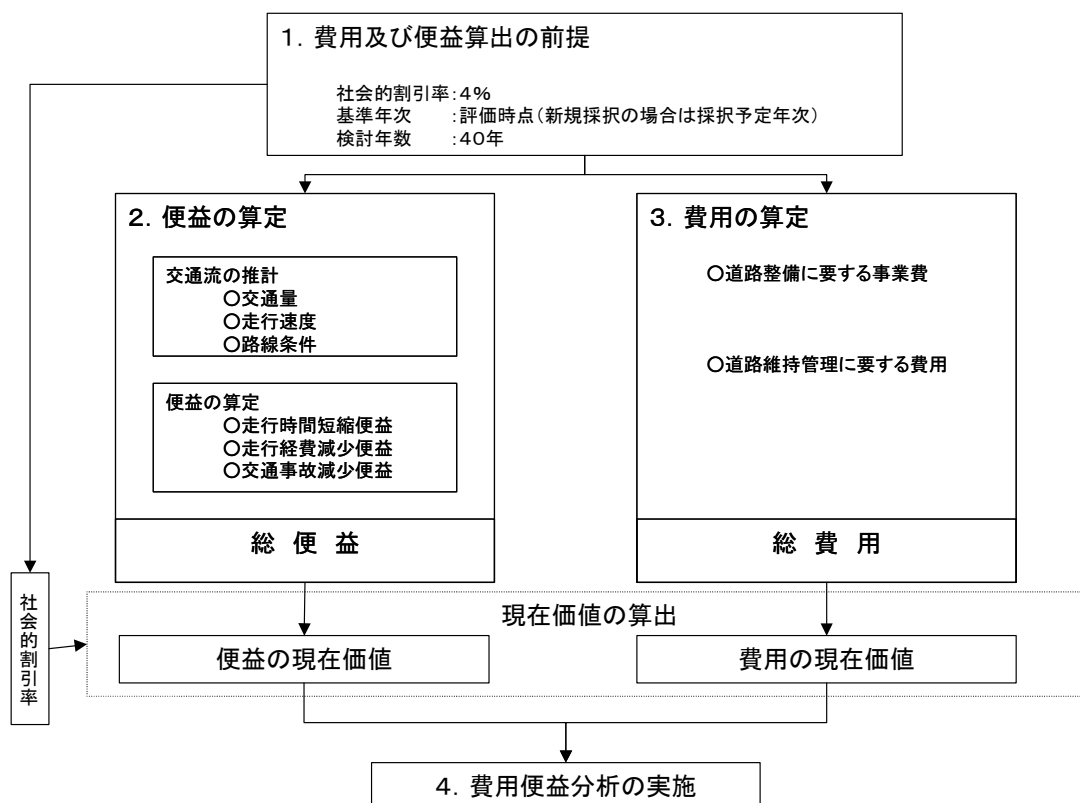 1．費用及び便益算出の前提
社会的割引率：4%
基準年次　：評価時点（新規採択の場合は採択予定年次）
検討年数　：40年
2．便益の算定
交通流の推計
○交通量
○走行速度
○路線条件
便益の算定
○走行時間短縮便益
○走行経費減少便益
○交通事故減少便益
総 便 益
3．費用の算定
○道路整備に要する事業費
○道路維持管理に要する費用
総 費 用
社会的割引率
現在価値の算出
便益の現在価値
費用の現在価値
4．費用便益分析の実施